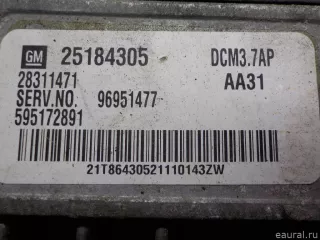 GM 25184305 DCM3.7AP
28311471 AA31
SERV.NO. 96951477
595172891
21T86430521110143ZW
eaural.ru